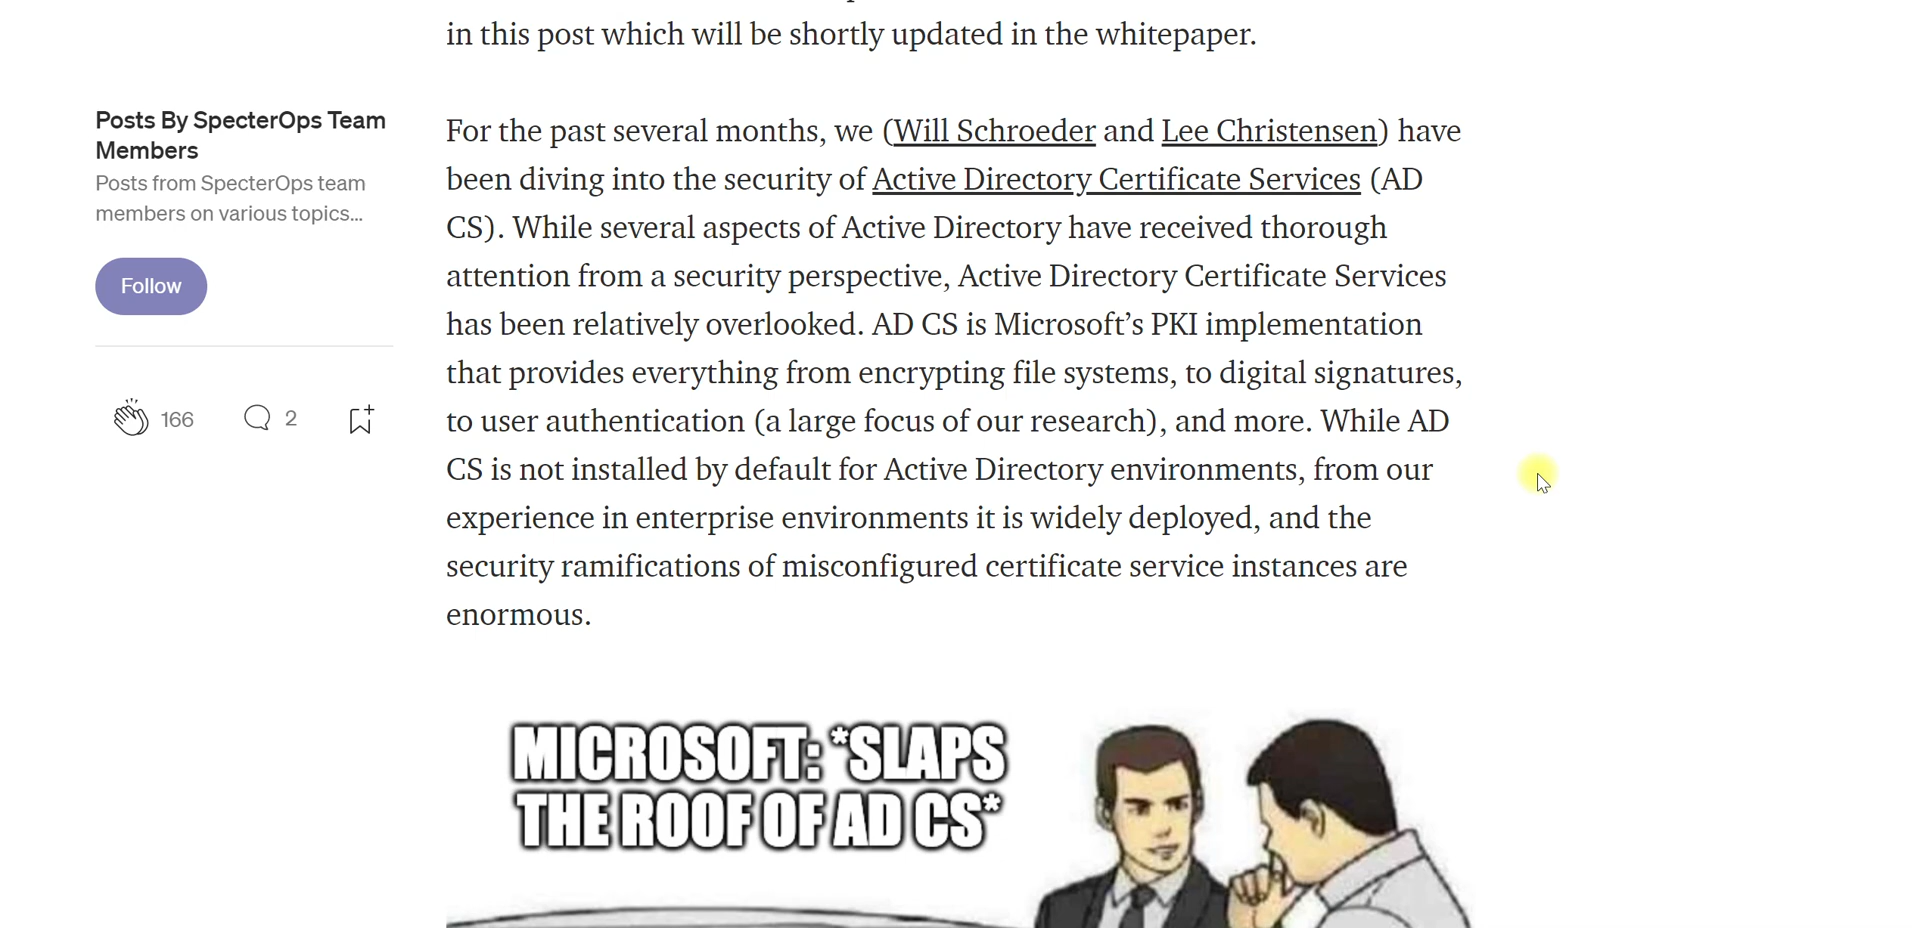 in this post which will be shortly updated in the whitepaper.
Posts By SpecterOps Team
Members
Posts from SpecterOps team
members on various topics...
Follow
166
2
For the past several months, we (Will Schroeder and Lee Christensen) have
been diving into the security of Active Directory Certificate Services (AD
CS). While several aspects of Active Directory have received thorough
attention from a security perspective, Active Directory Certificate Services
has been relatively overlooked. AD CS is Microsoft’s PKI implementation
that provides everything from encrypting file systems, to digital signatures,
to user authentication (a large focus of our research), and more. While AD
CS is not installed by default for Active Directory environments, from our
experience in enterprise environments it is widely deployed, and the
security ramifications of misconfigured certificate service instances are
enormous.
MICROSOFT: *SLAPS
THE ROOF OF AD CS*